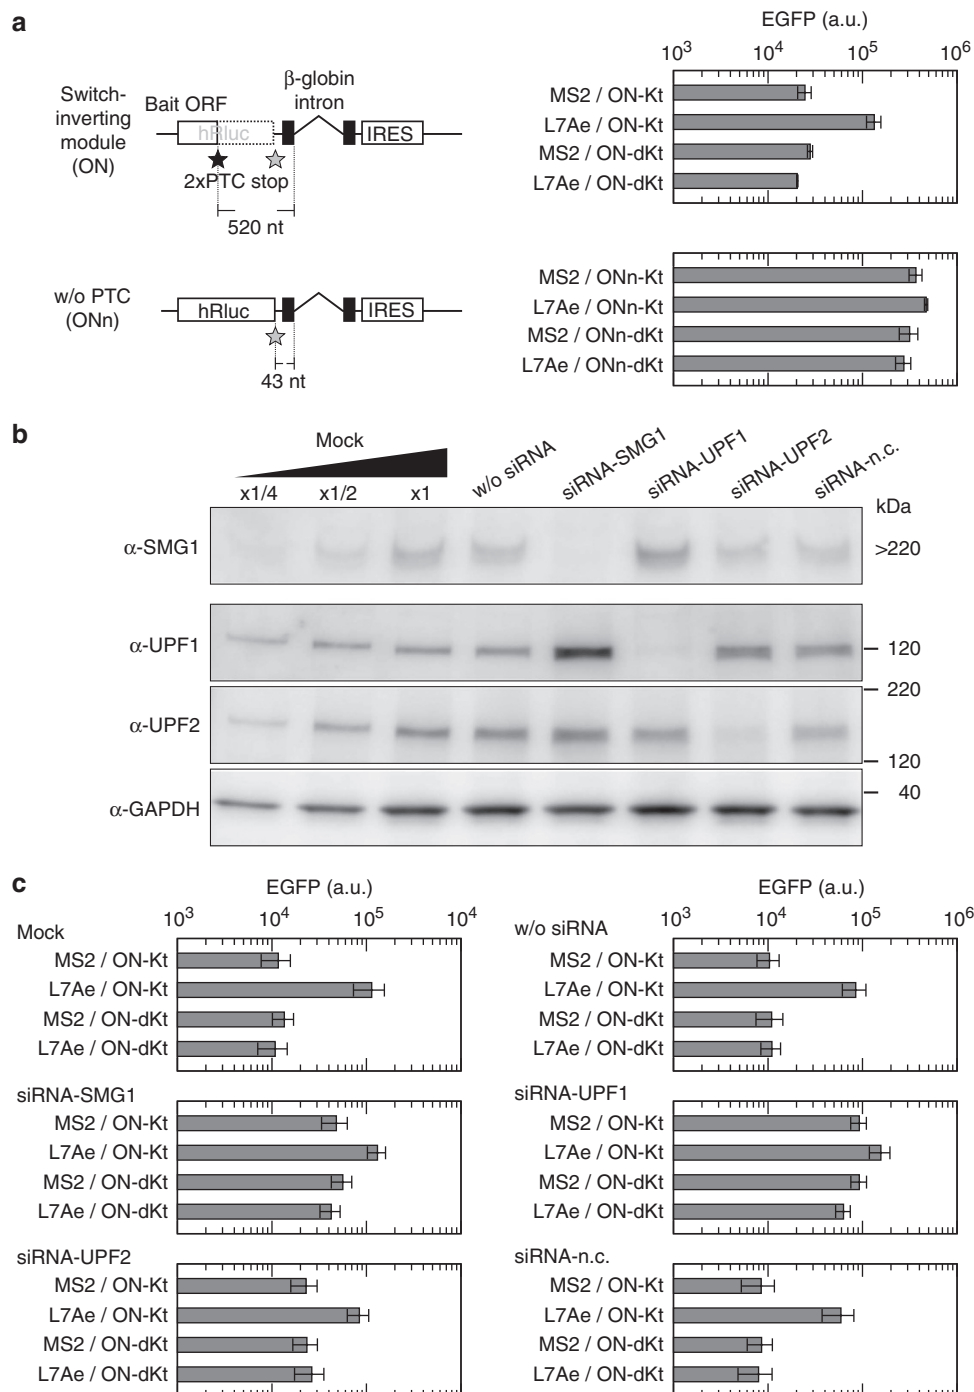 a
Switch-
inverting
module
(ON)
Bait ORF
β-globin
intron
hRluc
IRES
2xPTC stop
520 nt
w/o PTC
(ONn)
hRluc
IRES
43 nt
EGFP (a.u.)
10³ 10⁴ 10⁵ 10⁶
MS2 / ON-Kt
L7Ae / ON-Kt
MS2 / ON-dKt
L7Ae / ON-dKt
MS2 / ONn-Kt
L7Ae / ONn-Kt
MS2 / ONn-dKt
L7Ae / ONn-dKt
b
Mock
x1/4 x1/2 x1
w/o siRNA
siRNA-SMG1
siRNA-UPF1
siRNA-UPF2
siRNA-n.c.
kDa
α-SMG1
>220
α-UPF1
120
220
α-UPF2
120
40
α-GAPDH
c
EGFP (a.u.)
10³ 10⁴ 10⁵ 10⁴
Mock
MS2 / ON-Kt
L7Ae / ON-Kt
MS2 / ON-dKt
L7Ae / ON-dKt
siRNA-SMG1
MS2 / ON-Kt
L7Ae / ON-Kt
MS2 / ON-dKt
L7Ae / ON-dKt
siRNA-UPF2
MS2 / ON-Kt
L7Ae / ON-Kt
MS2 / ON-dKt
L7Ae / ON-dKt
EGFP (a.u.)
10³ 10⁴ 10⁵ 10⁶
w/o siRNA
MS2 / ON-Kt
L7Ae / ON-Kt
MS2 / ON-dKt
L7Ae / ON-dKt
siRNA-UPF1
MS2 / ON-Kt
L7Ae / ON-Kt
MS2 / ON-dKt
L7Ae / ON-dKt
siRNA-n.c.
MS2 / ON-Kt
L7Ae / ON-Kt
MS2 / ON-dKt
L7Ae / ON-dKt